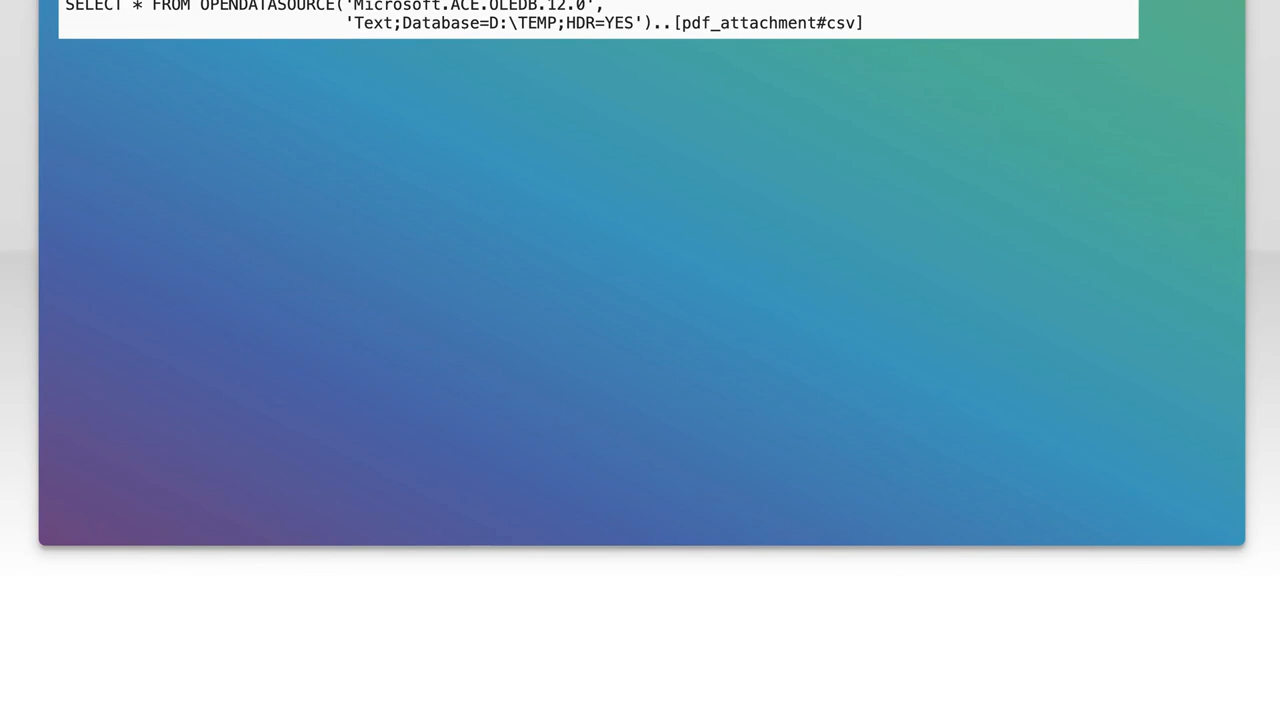 SELECT * FROM OPENDATASOURCE('Microsoft.ACE.OLEDB.12.0',
'Text;Database=D:\TEMP;HDR=YES')..[pdf_attachment#csv]